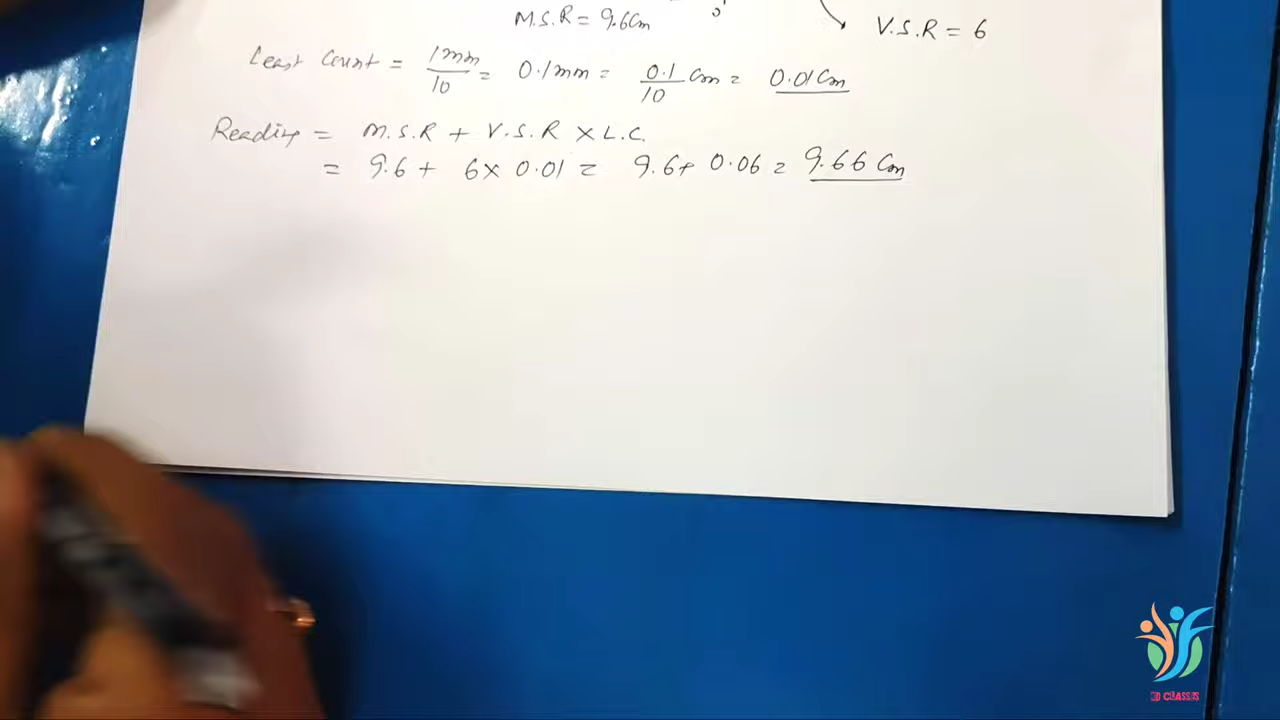 M.S.R = 9.6Cm
V.S.R = 6
Least Count = 1mm/10 = 0.1mm = 0.1/10 Cm = 0.01Cm
Reading = M.S.R + V.S.R × L.C.
= 9.6 + 6× 0.01 = 9.6+ 0.06 = 9.66 Cm
CLASSES